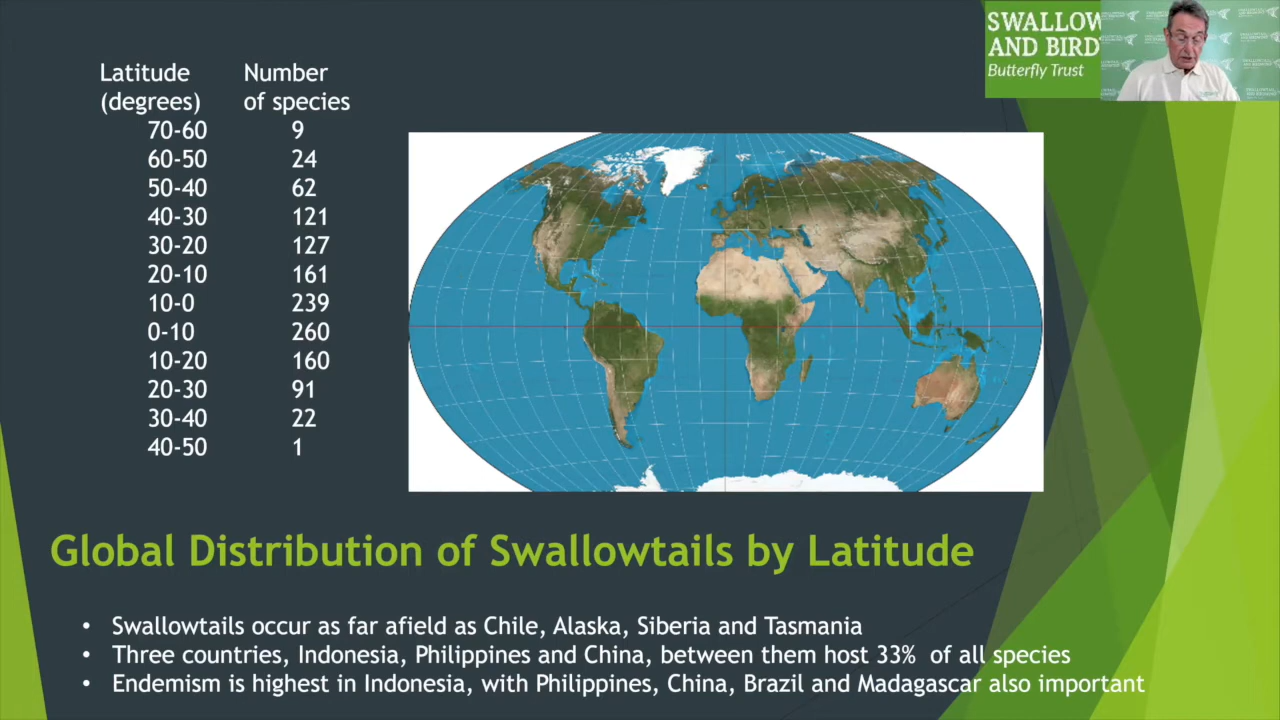 SWALLOW
AND BIRD
Butterfly Trust
Latitude Number
(degrees) of species
70-60 9
60-50 24
50-40 62
40-30 121
30-20 127
20-10 161
10-0 239
0-10 260
10-20 160
20-30 91
30-40 22
40-50 1
Global Distribution of Swallowtails by Latitude
• Swallowtails occur as far afield as Chile, Alaska, Siberia and Tasmania
• Three countries, Indonesia, Philippines and China, between them host 33% of all species
• Endemism is highest in Indonesia, with Philippines, China, Brazil and Madagascar also important